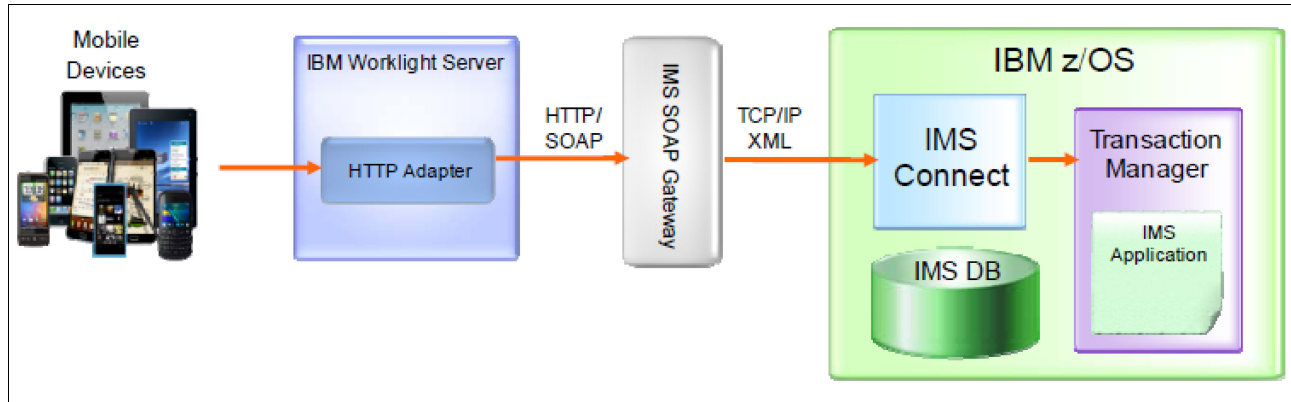 Mobile
Devices
IBM Worklight Server
HTTP Adapter
HTTP/
SOAP
IMS SOAP Gateway
TCP/IP
XML
IBM z/OS
IMS
Connect
Transaction
Manager
IMS
Application
IMS DB